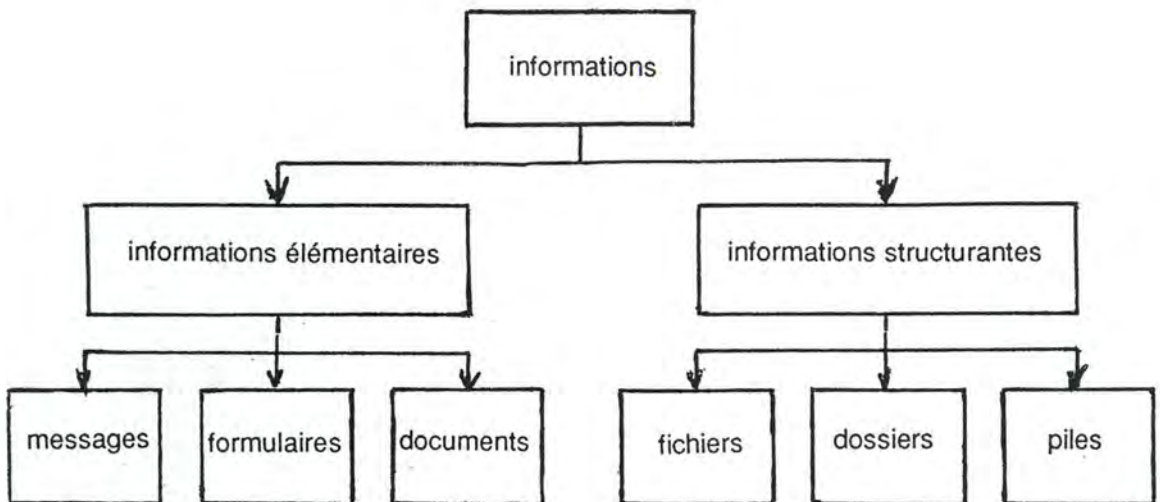 informations
informations élémentaires
informations structurantes
messages
formulaires
documents
fichiers
dossiers
piles